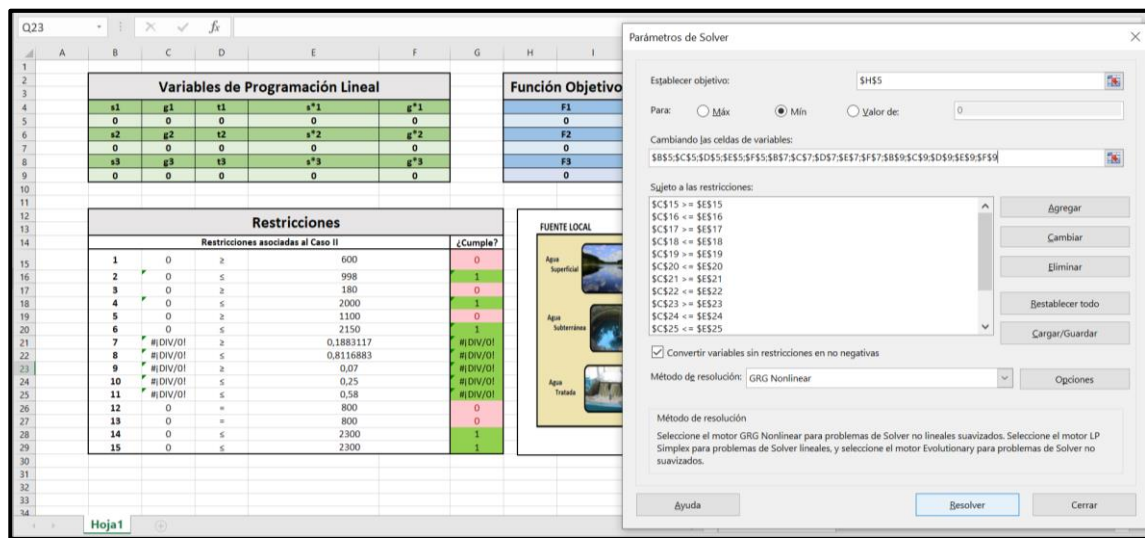 Q23
fx
A B C D E F G H I
1
2 Variables de Programación Lineal Función Objetivo
3
4 s1 g1 t1 s*1 g*1 F1
5 0 0 0 0 0 0
6 s2 g2 t2 s*2 g*2 F2
7 0 0 0 0 0 0
8 s3 g3 t3 s*3 g*3 F3
9 0 0 0 0 0 0
10
11
12 Restricciones
13 FUENTE LOCAL
14 Restricciones asociadas al Caso II ¿Cumple?
15 1 0 ≥ 600 0
16 2 0 ≤ 998 1
17 3 0 ≥ 180 0
18 4 0 ≤ 2000 1
19 5 0 ≥ 1100 0
20 6 0 ≤ 2150 1
21 7 #¡DIV/0! ≥ 0,1883117 #¡DIV/0!
22 8 #¡DIV/0! ≤ 0,8116883 #¡DIV/0!
23 9 #¡DIV/0! ≥ 0,07 #¡DIV/0!
24 10 #¡DIV/0! ≤ 0,25 #¡DIV/0!
25 11 #¡DIV/0! ≤ 0,58 #¡DIV/0!
26 12 0 = 800 0
27 13 0 = 800 0
28 14 0 ≤ 2300 1
29 15 0 ≤ 2300 1
30
31
32
33
34
Agua
Superficial
Agua
Subterránea
Agua
Tratada
Hoja1
Parámetros de Solver
Establecer objetivo: $H$5
Para: Máx Mín Valor de: 0
Cambiando las celdas de variables:
$B$5;$C$5;$D$5;$E$5;$F$5;$B$7;$C$7;$D$7;$E$7;$F$7;$B$9;$C$9;$D$9;$E$9;$F$9
Sujeto a las restricciones:
$C$15 >= $E$15
$C$16 <= $E$16
$C$17 >= $E$17
$C$18 <= $E$18
$C$19 >= $E$19
$C$20 <= $E$20
$C$21 >= $E$21
$C$22 <= $E$22
$C$23 >= $E$23
$C$24 <= $E$24
$C$25 <= $E$25
Agregar
Cambiar
Eliminar
Restablecer todo
Cargar/Guardar
Convertir variables sin restricciones en no negativas
Método de resolución: GRG Nonlinear Opciones
Método de resolución
Seleccione el motor GRG Nonlinear para problemas de Solver no lineales suavizados. Seleccione el motor LP
Simplex para problemas de Solver lineales, y seleccione el motor Evolutionary para problemas de Solver no
suavizados.
Ayuda Resolver Cerrar